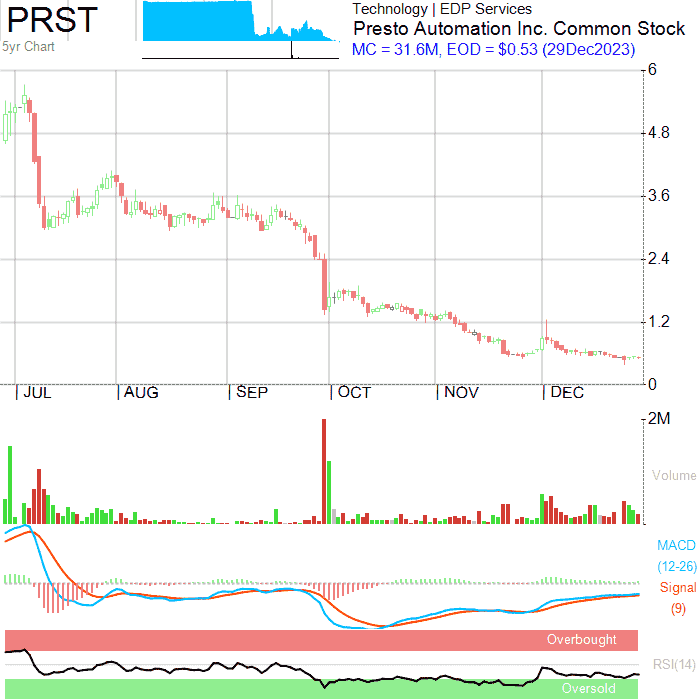 PRST
5yr Chart
Technology | EDP Services
Presto Automation Inc. Common Stock
MC = 31.6M, EOD = $0.53 (29Dec2023)
6
4.8
3.6
2.4
1.2
0
| JUL | AUG | SEP | OCT | NOV | DEC
2M
Volume
MACD
(12-26)
Signal
(9)
Overbought
RSI(14)
Oversold